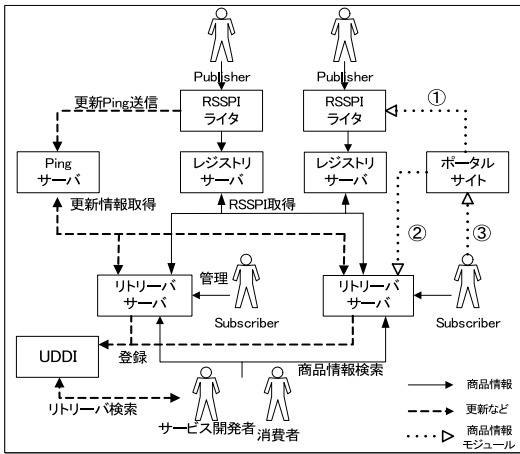 Publisher
Publisher
更新Ping送信
RSSPI
ライタ
RSSPI
ライタ
①
Ping
サーバ
レジストリ
サーバ
レジストリ
サーバ
ポータル
サイト
更新情報取得
RSSPI取得
②
③
管理
リトリーバ
サーバ
Subscriber
リトリーバ
サーバ
Subscriber
UDDI
登録
商品情報検索
リトリーバ検索
サービス開発者
消費者
商品情報
更新など
商品情報
モジュール